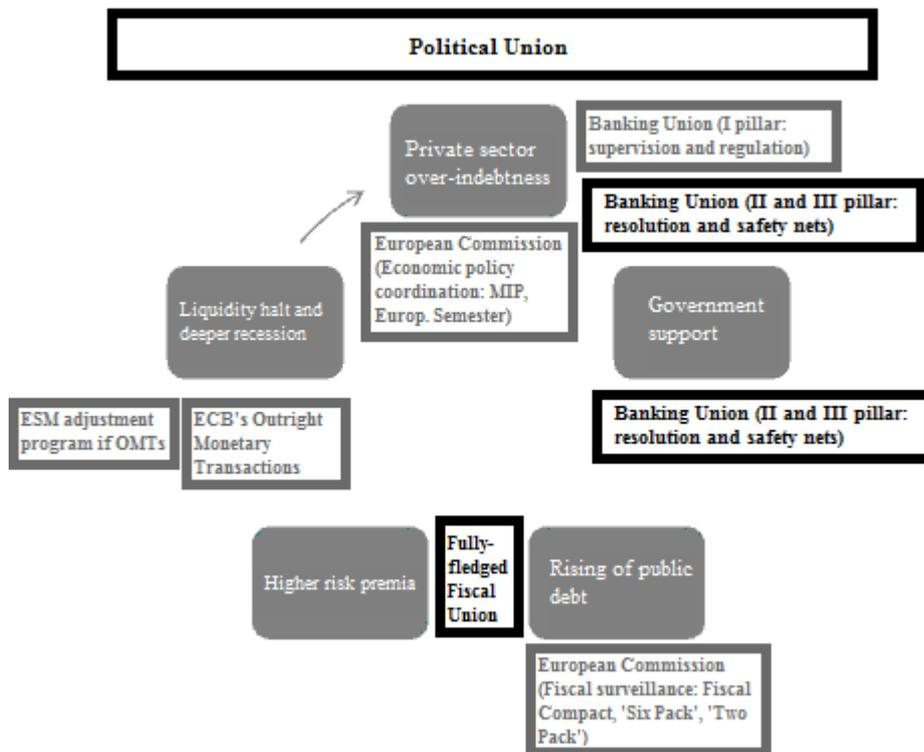 Political Union
Private sector
over-indebtness
Banking Union (I pillar:
supervision and regulation)
Banking Union (II and III pillar:
resolution and safety nets)
European Commission
(Economic policy
coordination: MIP,
Europ. Semester)
Liquidity halt and
deeper recession
Government
support
ESM adjustment
program if OMTs
ECB's Outright
Monetary
Transactions
Banking Union (II and III pillar:
resolution and safety nets)
Higher risk premia
Fully-
fledged
Fiscal
Union
Rising of public
debt
European Commission
(Fiscal surveillance: Fiscal
Compact, 'Six Pack', 'Two
Pack')